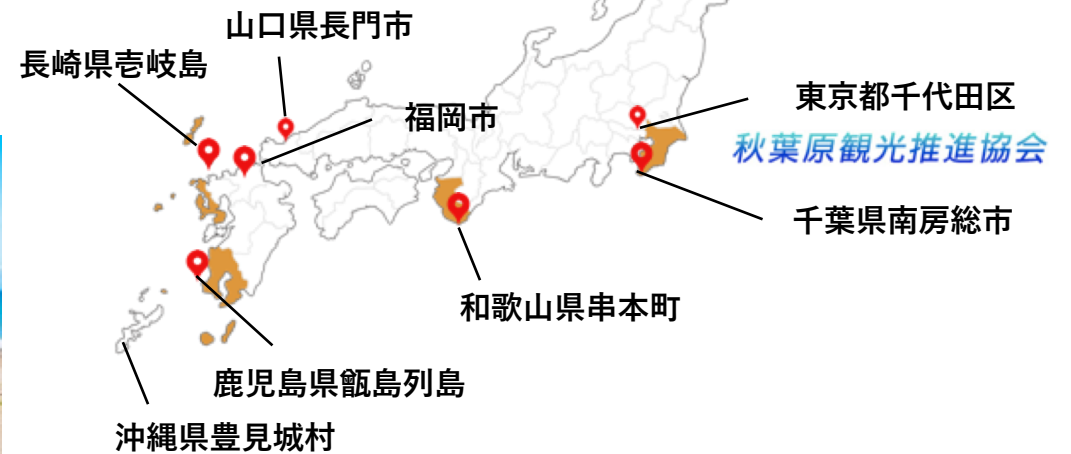 山口県長門市
長崎県壱岐島
福岡市
東京都千代田区
秋葉原観光推進協会
千葉県南房総市
和歌山県串本町
鹿児島県甑島列島
沖縄県豊見城村